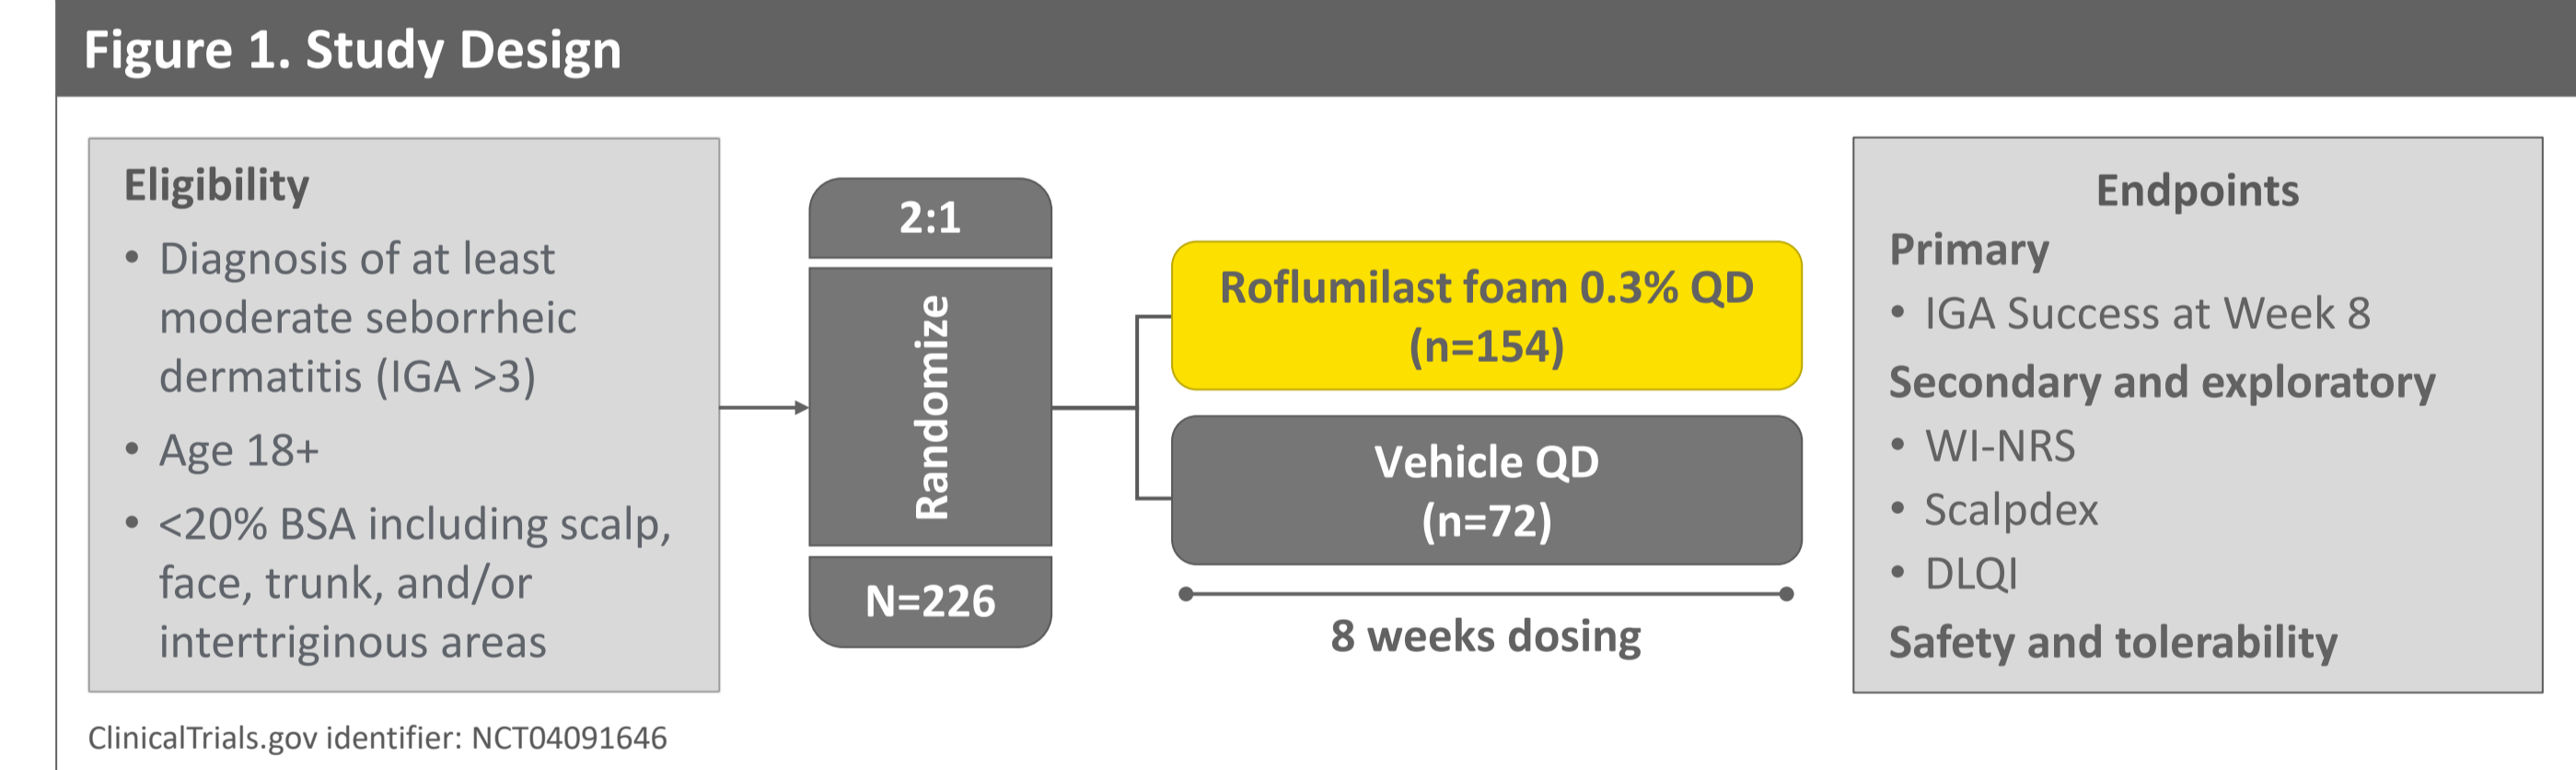 Figure 1. Study Design
Eligibility
• Diagnosis of at least
moderate seborrheic
dermatitis (IGA >3)
• Age 18+
• <20% BSA including scalp,
face, trunk, and/or
intertriginous areas
2:1
Randomize
N=226
Roflumilast foam 0.3% QD
(n=154)
Vehicle QD
(n=72)
8 weeks dosing
Endpoints
Primary
• IGA Success at Week 8
Secondary and exploratory
• WI-NRS
• Scalpdex
• DLQI
Safety and tolerability
ClinicalTrials.gov identifier: NCT04091646